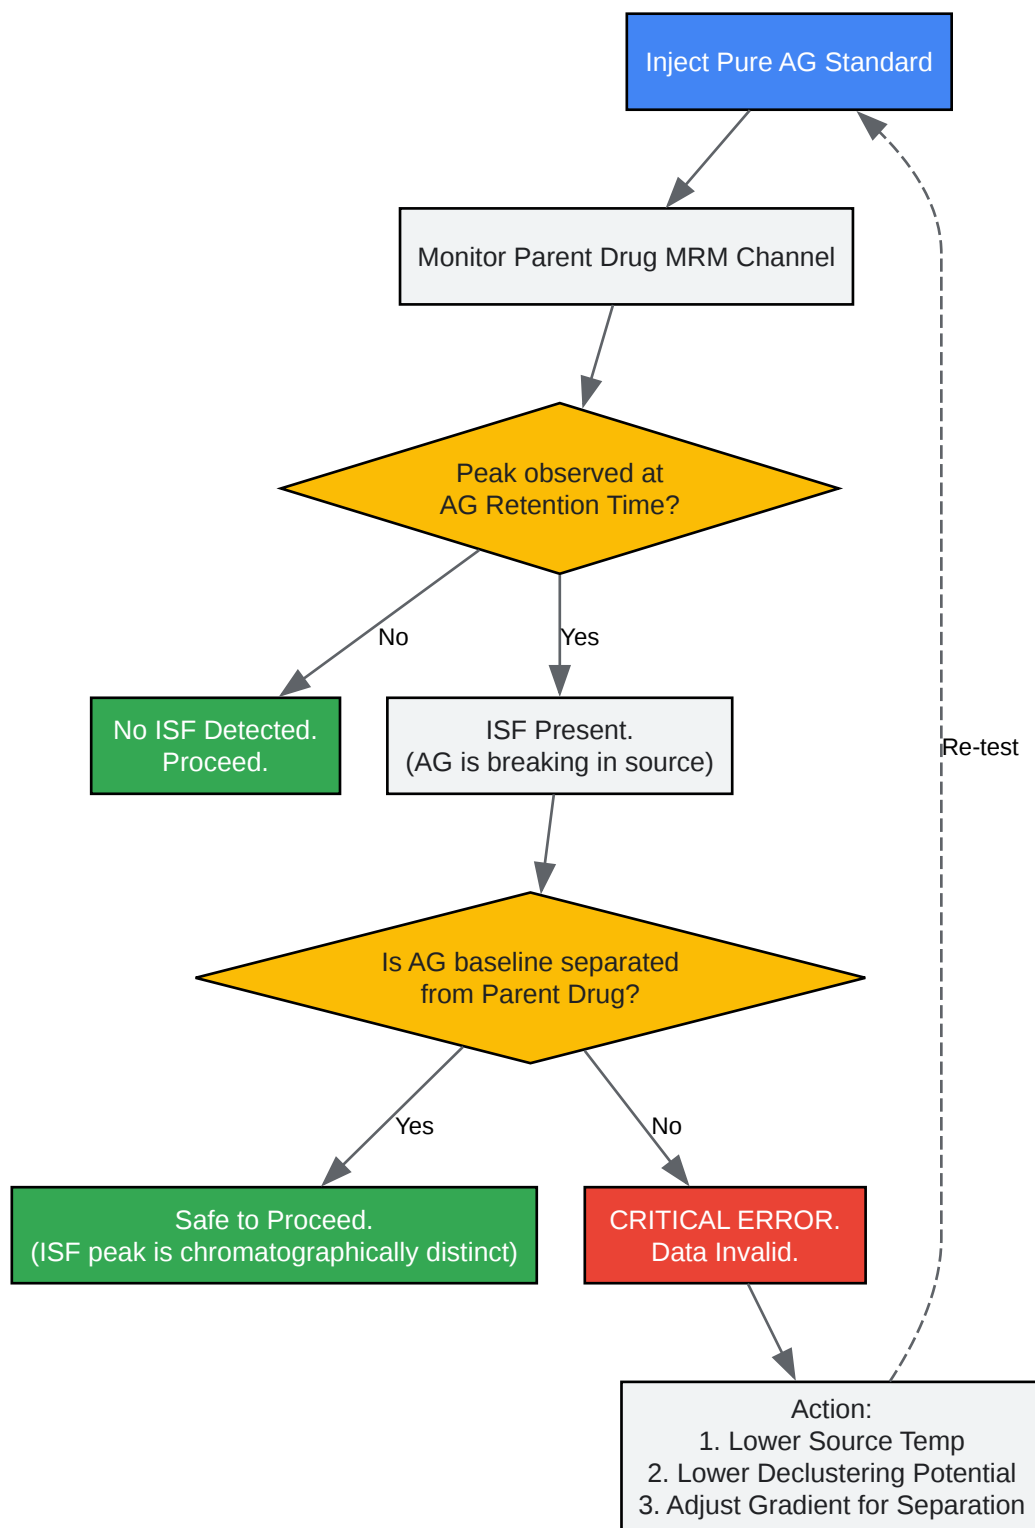 Inject Pure AG Standard
Monitor Parent Drug MRM Channel
Peak observed at
AG Retention Time?
No
Yes
No ISF Detected.
Proceed.
ISF Present.
(AG is breaking in source)
Re-test
Is AG baseline separated
from Parent Drug?
Yes
No
Safe to Proceed.
(ISF peak is chromatographically distinct)
CRITICAL ERROR.
Data Invalid.
Action:
1. Lower Source Temp
2. Lower Declustering Potential
3. Adjust Gradient for Separation